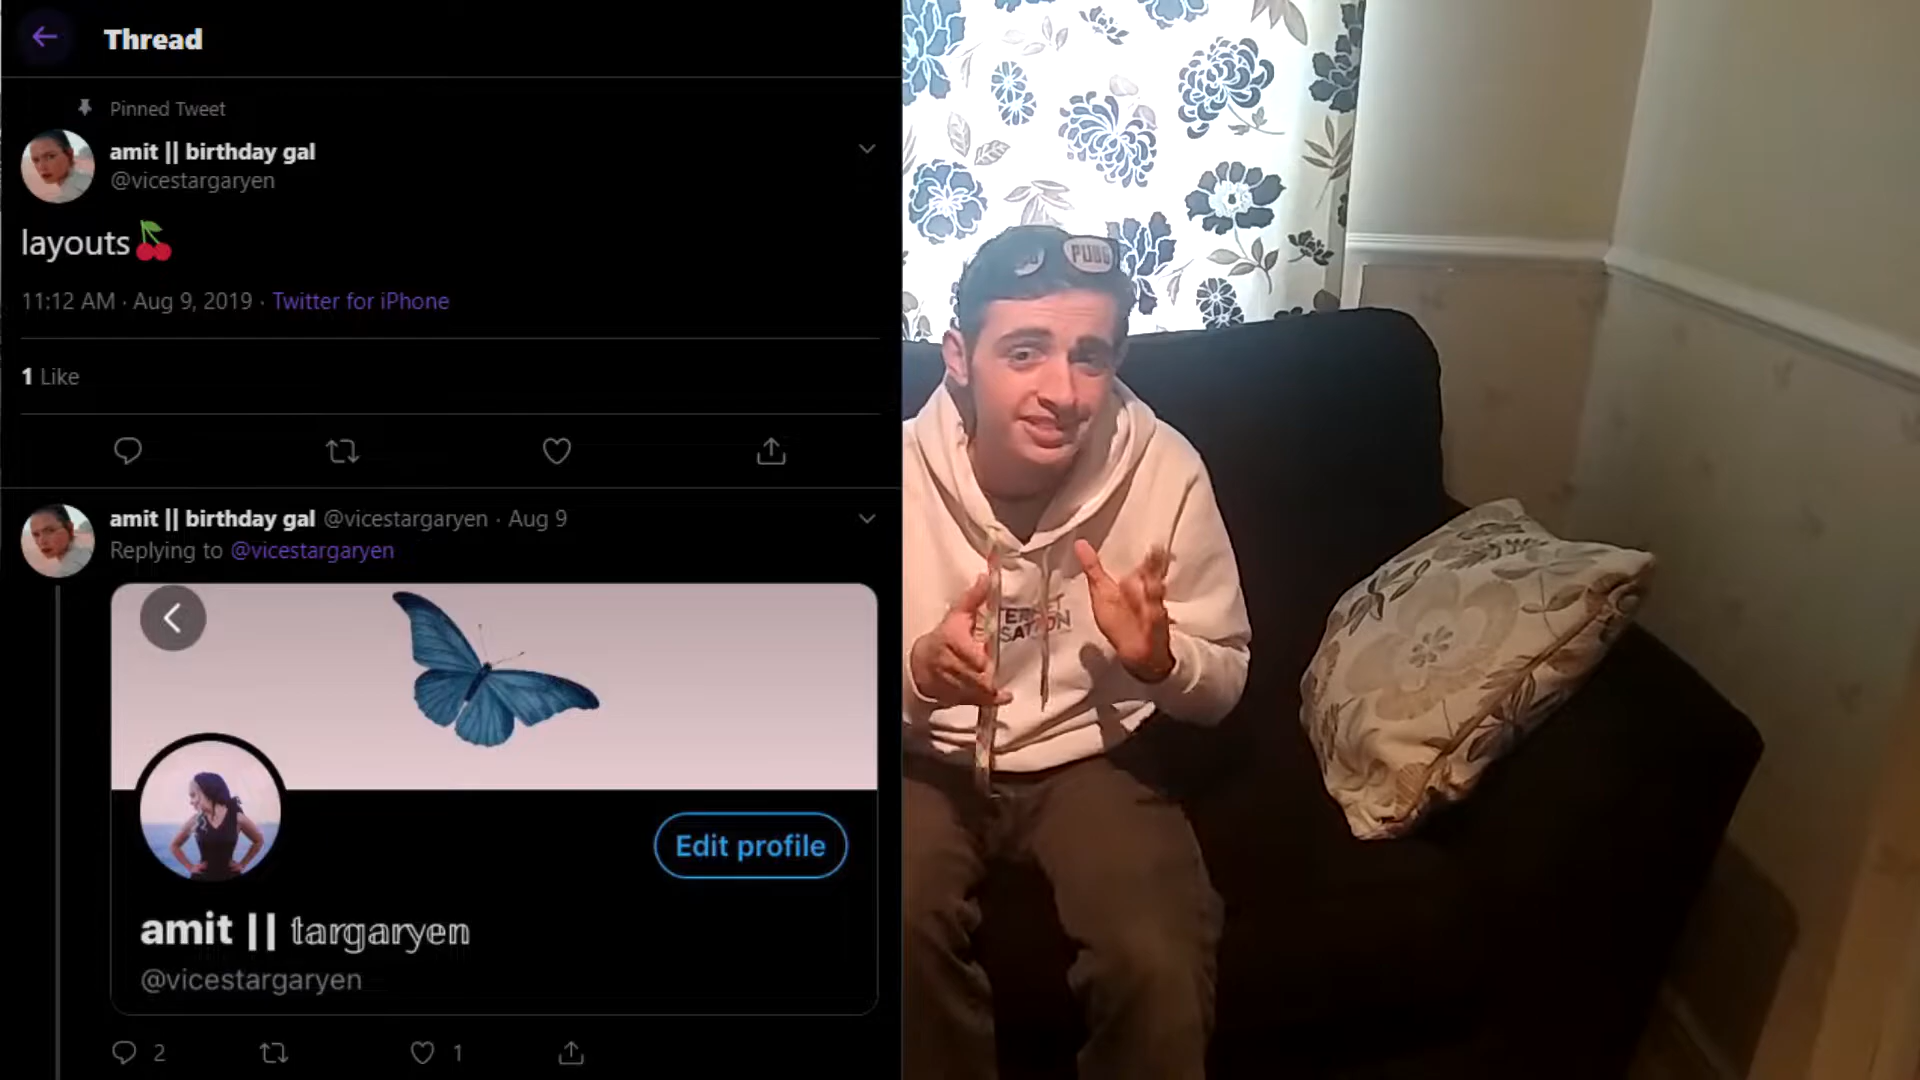 Thread
Pinned Tweet
amit || birthday gal
@vicestargaryen
layouts🍒
11:12 AM · Aug 9, 2019 · Twitter for iPhone
1 Like
amit || birthday gal @vicestargaryen · Aug 9
Replying to @vicestargaryen
Edit profile
amit || 𝕥𝕒𝕣𝕘𝕒𝕣𝕪𝕖𝕟
@vicestargaryen
2
1
PUBG